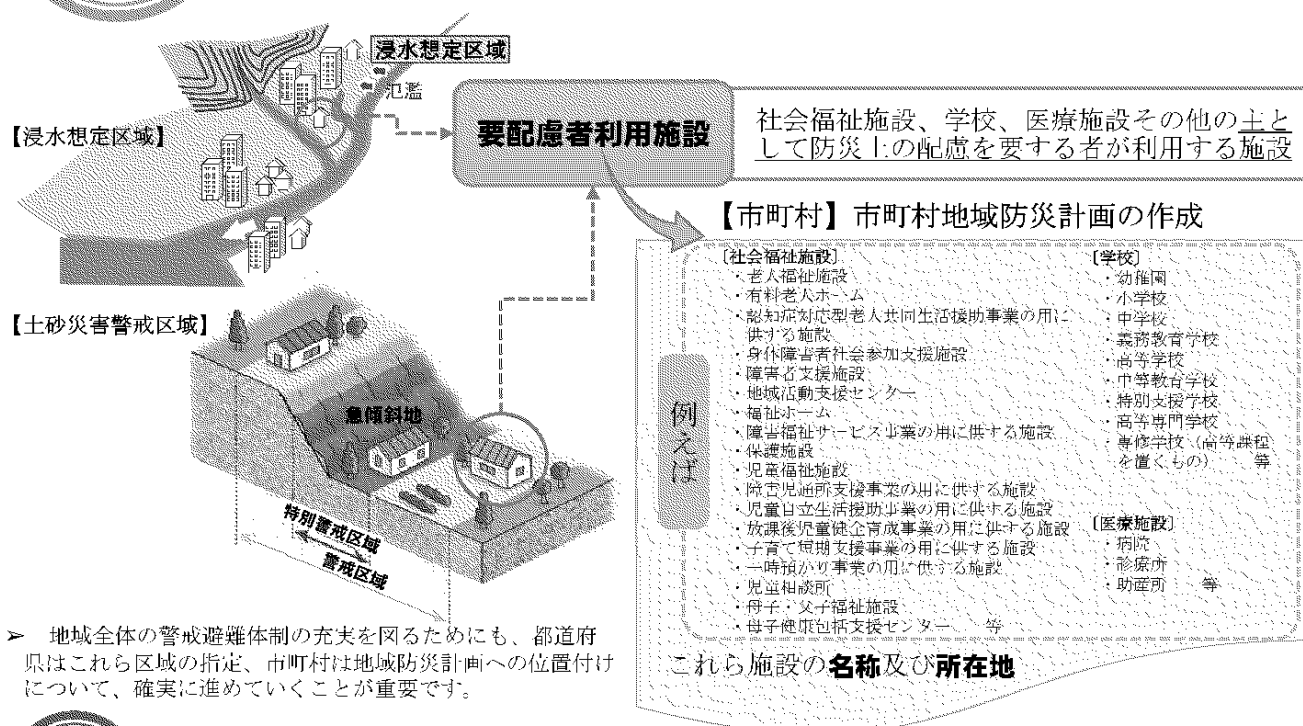 浸水想定区域
氾濫
【浸水想定区域】
要配慮者利用施設
社会福祉施設、学校、医療施設その他の主と
して防災上の配慮を要する者が利用する施設
【土砂災害警戒区域】
急傾斜地
特別警戒区域
警戒区域
➢ 地域全体の警戒避難体制の充実を図るためにも、都道府
県はこれら区域の指定、市町村は地域防災計画への位置付け
について、確実に進めていくことが重要です。
【市町村】市町村地域防災計画の作成
例えば
〔社会福祉施設〕
・老人福祉施設
・有料老人ホーム
・認知症対応型老人共同生活援助事業の用に
供する施設
・身体障害者社会参加支援施設
・障害者支援施設
・地域活動支援センター
・福祉ホーム
・障害福祉サービス事業の用に供する施設
・保護施設
・児童福祉施設
・障害児通所支援事業の用に供する施設
・児童自立生活援助事業の用に供する施設
・放課後児童健全育成事業の用に供する施設
・子育て短期支援事業の用に供する施設
・一時預かり事業の用に供する施設
・児童相談所
・母子・父子福祉施設
・母子健康包括支援センター 等
〔学校〕
・幼稚園
・小学校
・中学校
・義務教育学校
・高等学校
・中等教育学校
・特別支援学校
・高等専門学校
・専修学校（高等課程
を置くもの） 等
〔医療施設〕
・病院
・診療所
・助産所 等
これら施設の名称及び所在地